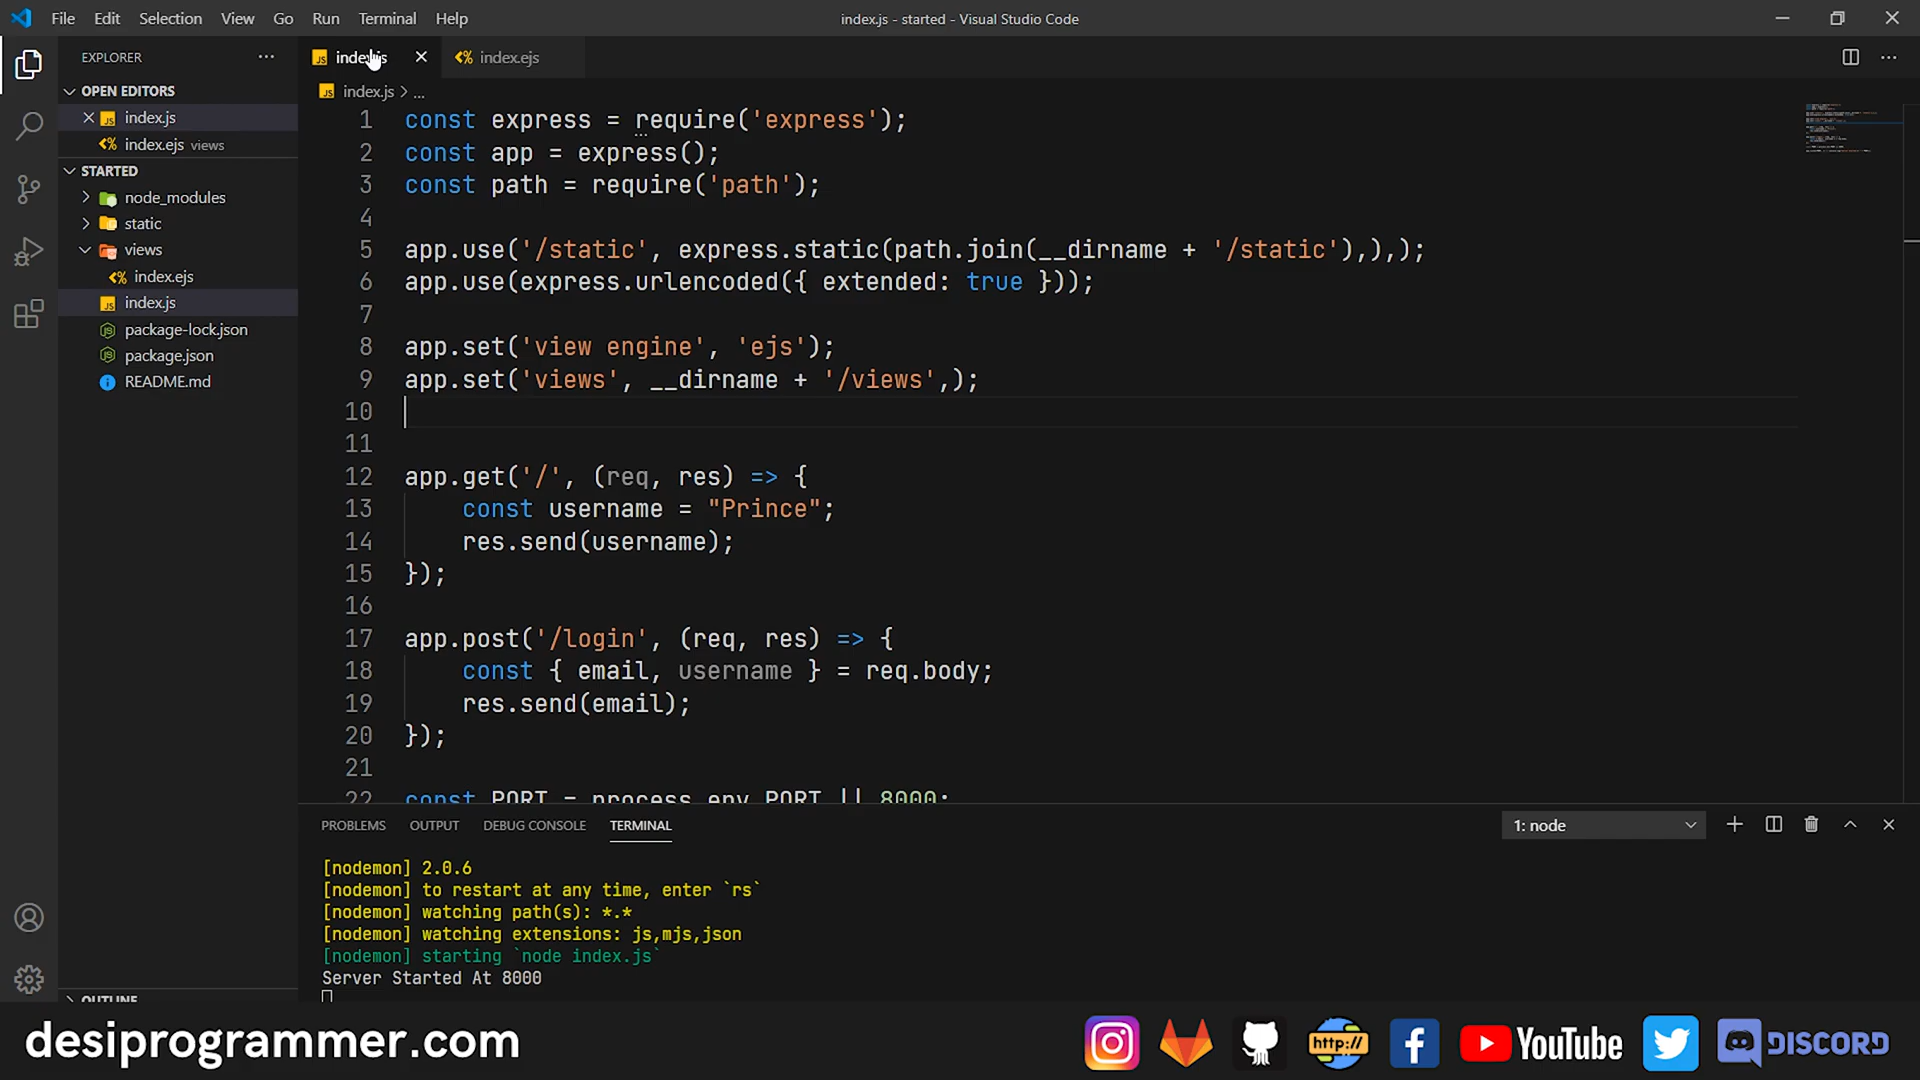 File Edit Selection View Go Run Terminal Help
index.js - started - Visual Studio Code
EXPLORER
index.js
index.ejs
OPEN EDITORS
index.js
index.ejs views
STARTED
node_modules
static
views
index.ejs
index.js
package-lock.json
package.json
README.md
OUTLINE
index.js > ...
1 const express = require('express');
2 const app = express();
3 const path = require('path');
4
5 app.use('/static', express.static(path.join(__dirname + '/static'),),);
6 app.use(express.urlencoded({ extended: true }));
7
8 app.set('view engine', 'ejs');
9 app.set('views', __dirname + '/views',);
10
11
12 app.get('/', (req, res) => {
13 const username = "Prince";
14 res.send(username);
15 });
16
17 app.post('/login', (req, res) => {
18 const { email, username } = req.body;
19 res.send(email);
20 });
21
22 const PORT = process.env.PORT || 8000;
PROBLEMS OUTPUT DEBUG CONSOLE TERMINAL
1: node
[nodemon] 2.0.6
[nodemon] to restart at any time, enter `rs`
[nodemon] watching path(s): *.*
[nodemon] watching extensions: js,mjs,json
[nodemon] starting `node index.js`
Server Started At 8000
desiprogrammer.com
http://
YouTube
DISCORD